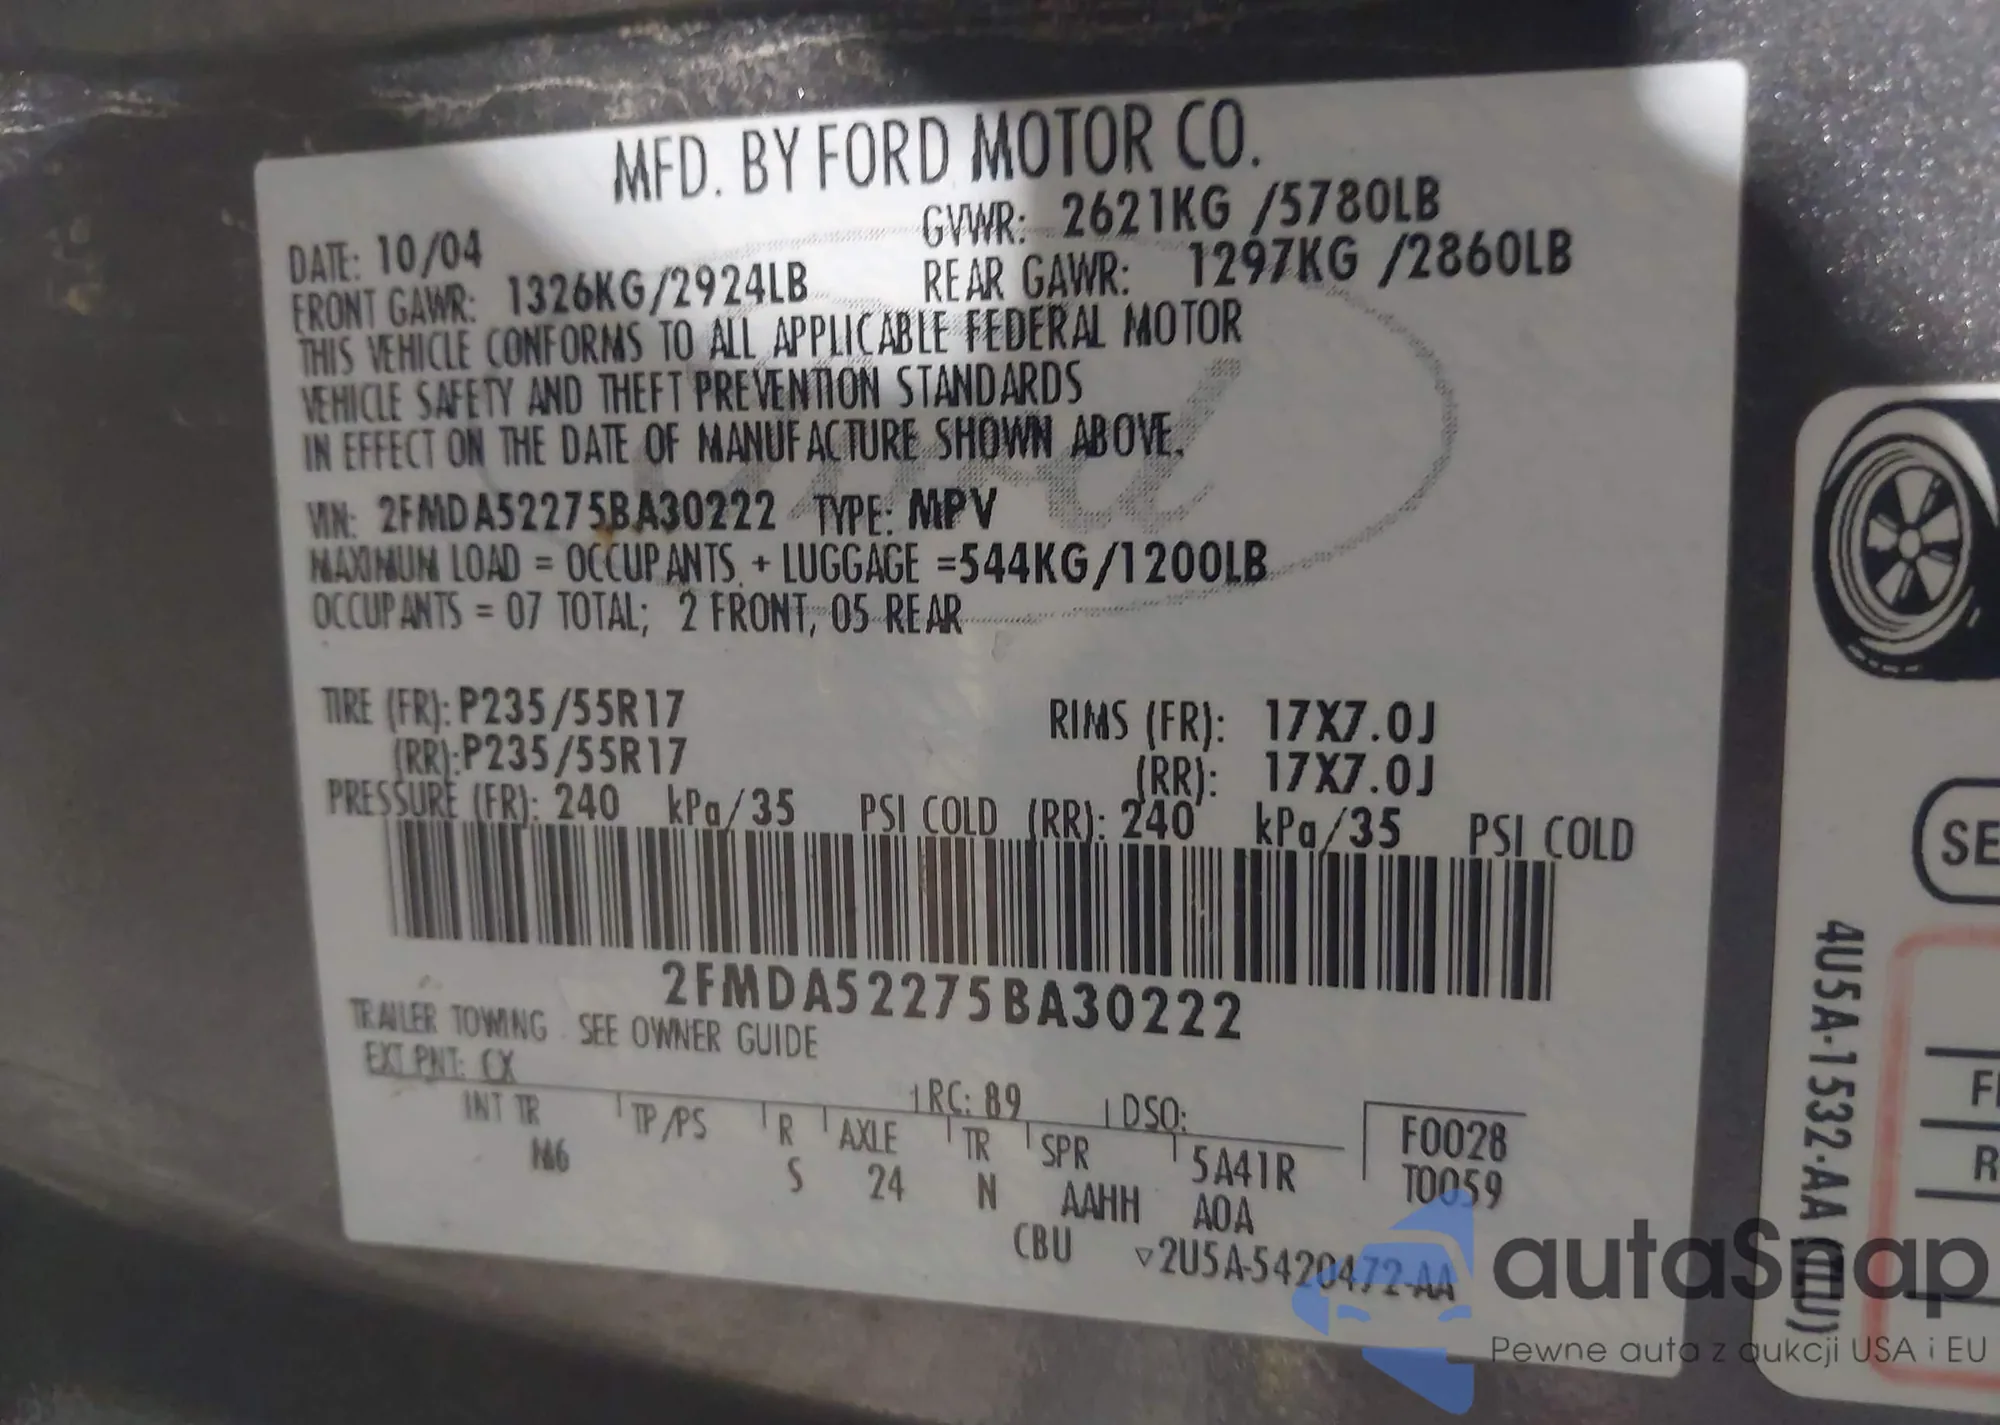 MFD. BY FORD MOTOR CO.
DATE: 10/04 GVWR: 2621KG /5780LB
FRONT GAWR: 1326KG/2924LB REAR GAWR: 1297KG /2860LB
THIS VEHICLE CONFORMS TO ALL APPLICABLE FEDERAL MOTOR
VEHICLE SAFETY AND THEFT PREVENTION STANDARDS
IN EFFECT ON THE DATE OF MANUFACTURE SHOWN ABOVE.
Ford
VIN: 2FMDA52275BA30222 TYPE: MPV
MAXIMUM LOAD = OCCUPANTS + LUGGAGE =544KG/1200LB
OCCUPANTS = 07 TOTAL; 2 FRONT, 05 REAR
TIRE (FR): P235/55R17 RIMS (FR): 17X7.0J
(RR): P235/55R17 (RR): 17X7.0J
PRESSURE (FR): 240 kPa/35 PSI COLD (RR): 240 kPa/35 PSI COLD
2FMDA52275BA30222
TRAILER TOWING - SEE OWNER GUIDE
EXT PNT: CX RC: 89 DSO: F0028
INT TR TP/PS R AXLE TR SPR 5A41R T0059
M6 S 24 N AAHH A0A
CBU ▽2U5A-5420472-AA
SE
FI
R
4U5A-1532-AA
autaSnap
Pewne auta z aukcji USA i EU